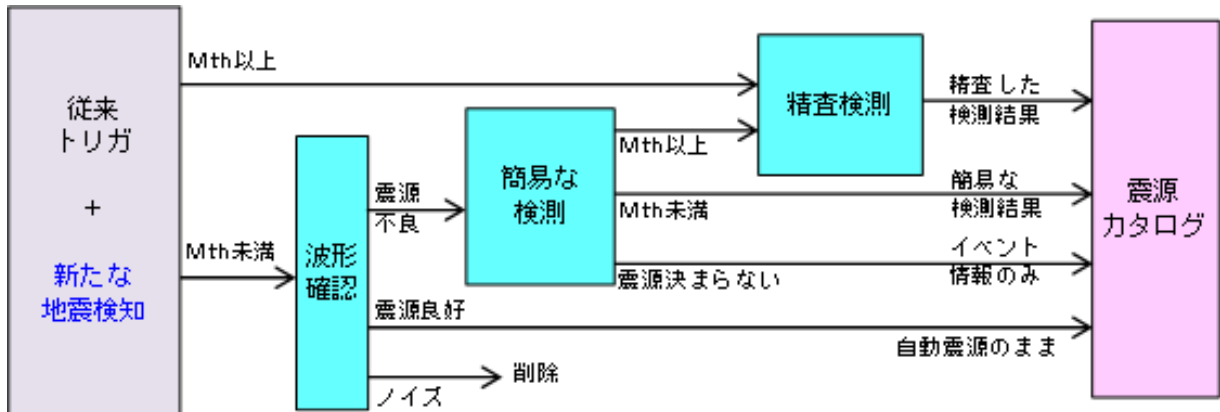 従来
トリガ
+
新たな
地震検知
Mth以上
Mth未満
波形
確認
震源
不良
震源良好
ノイズ
削除
簡易な
検測
Mth以上
Mth未満
震源決まらない
精査検測
精査した
検測結果
簡易な
検測結果
イベント
情報のみ
自動震源のまま
震源
カタログ